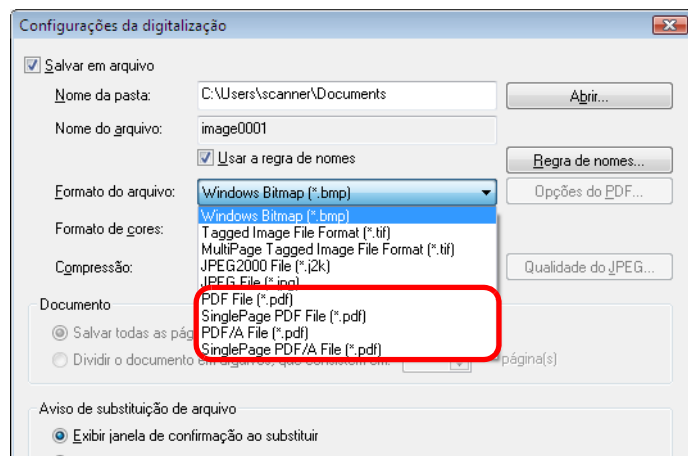 Configurações da digitalização
Salvar em arquivo
Nome da pasta: C:\Users\scanner\Documents Abrir...
Nome do arquivo: image0001
Usar a regra de nomes Regra de nomes...
Formato do arquivo: Windows Bitmap (*.bmp) Opções do PDF...
Windows Bitmap (*.bmp)
Formato de cores: Tagged Image File Format (*.tif)
MultiPage Tagged Image File Format (*.tif)
Compressão: JPEG2000 File (*.j2k) Qualidade do JPEG...
JPEG File (*.jpg)
Documento PDF File (*.pdf)
SinglePage PDF File (*.pdf)
Salvar todas as pág PDF/A File (*.pdf)
SinglePage PDF/A File (*.pdf)
Dividir o documento em arquivos, que consistem em: página(s)
Aviso de substituição de arquivo
Exibir janela de confirmação ao substituir